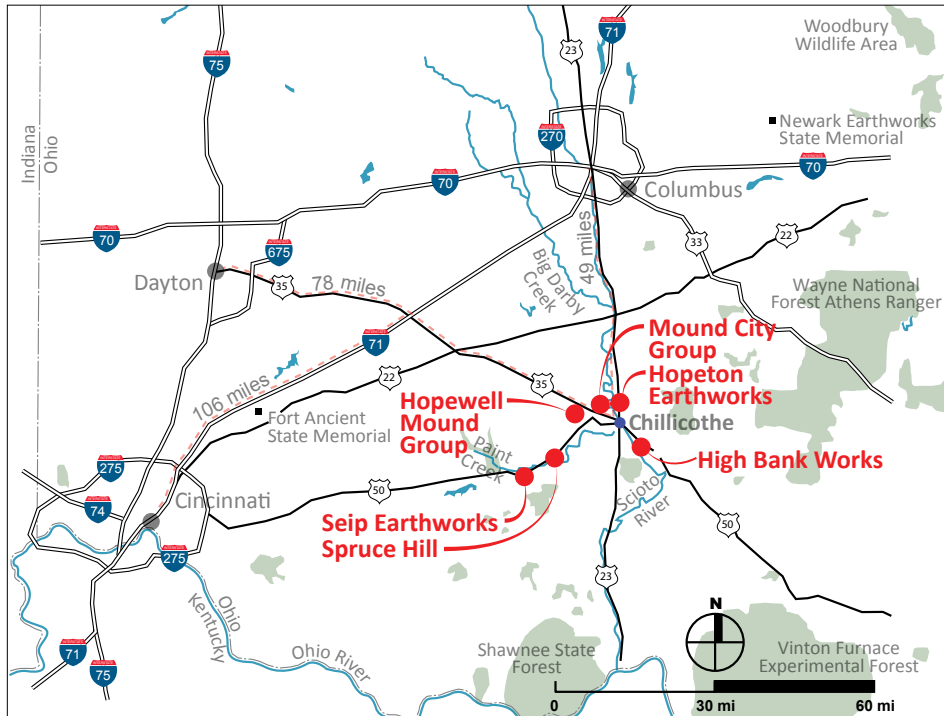 71
23
Woodbury
Wildlife Area
75
Indiana
Ohio
270
Newark Earthworks
State Memorial
70
70
Columbus
70
675
22
33
49 miles
Big Darby
Creek
Dayton
35
78 miles
Wayne National
Forest Athens Ranger
71
Mound City
Group
22
35
Hopeton
Earthworks
106 miles
Hopewell
Mound
Group
Fort Ancient
State Memorial
Chillicothe
Paint
Creek
High Bank Works
275
50
Cincinnati
74
Scioto
River
Seip Earthworks
Spruce Hill
50
275
23
Ohio
Kentucky
N
71
75
Ohio River
Shawnee State
Forest
Vinton Furnace
Experimental Forest
0
30 mi
60 mi